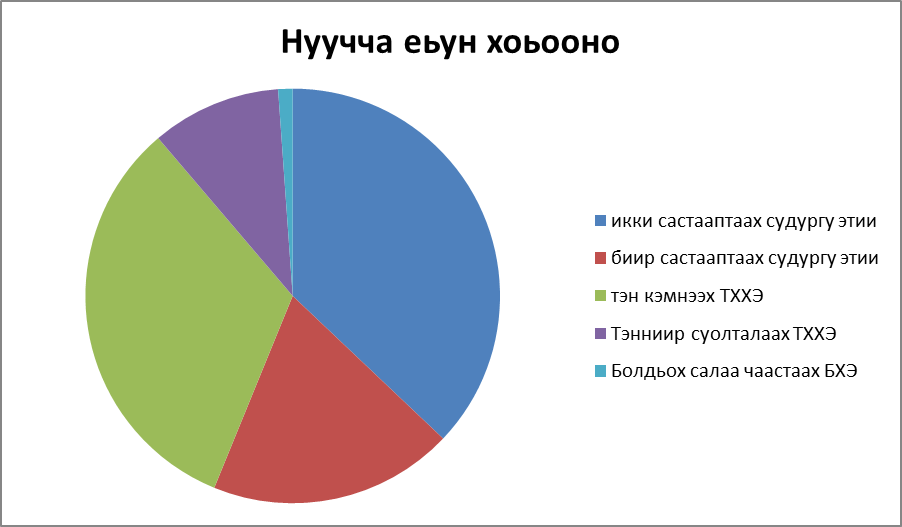 Нуучча еьун хоьооно
икки састааптаах судургу этии
биир састааптаах судургу этии
тэн кэмнээх ТХХЭ
Тэнниир суолталаах ТХХЭ
Болдьох салаа чаастаах БХЭ